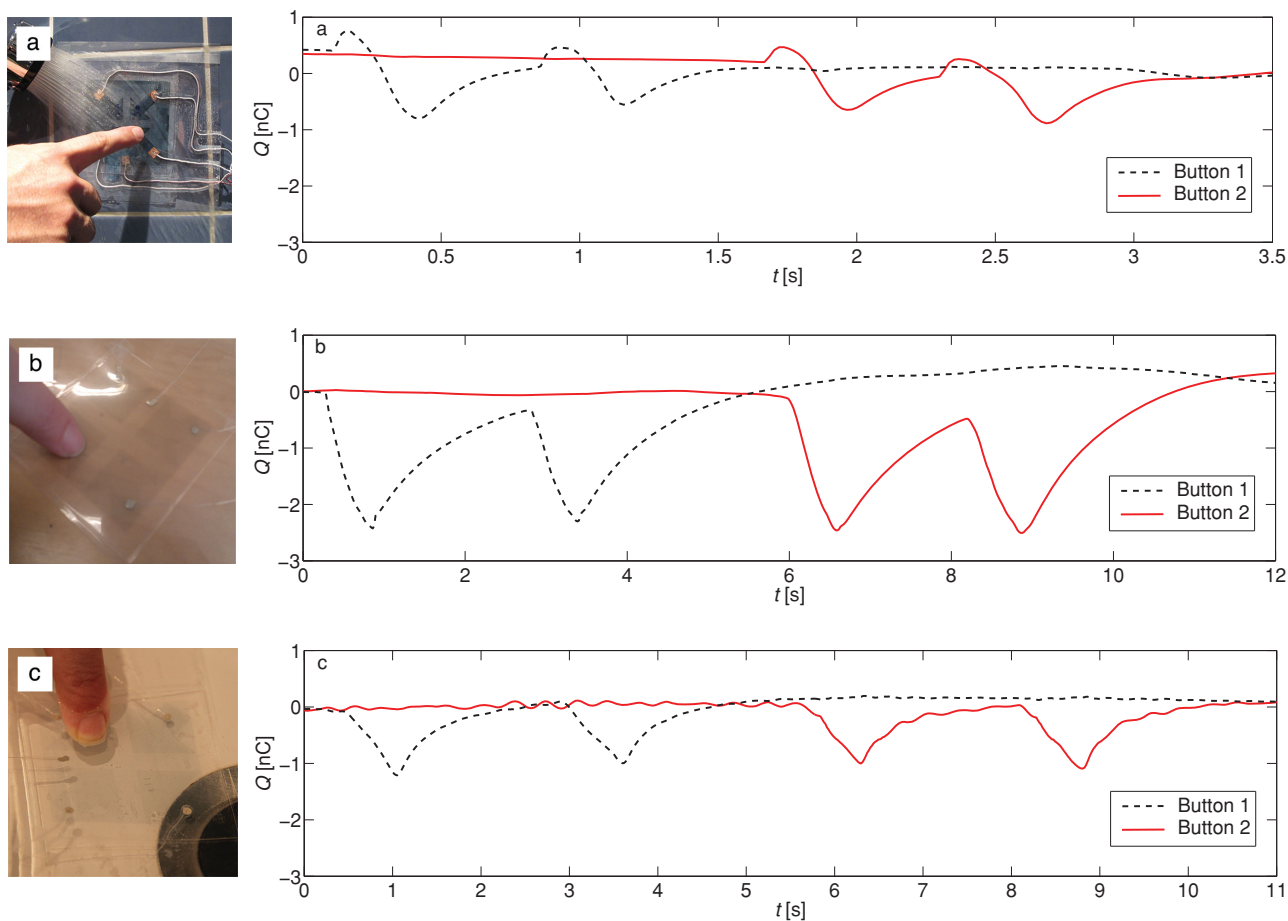 a
a
1
0
−1
−2
−3
Q [nC]
Button 1
Button 2
0 0.5 1 1.5 2 2.5 3 3.5
t [s]
b
b
1
0
−1
−2
−3
Q [nC]
Button 1
Button 2
0 2 4 6 8 10 12
t [s]
c
c
1
0
−1
−2
−3
Q [nC]
Button 1
Button 2
0 1 2 3 4 5 6 7 8 9 10 11
t [s]